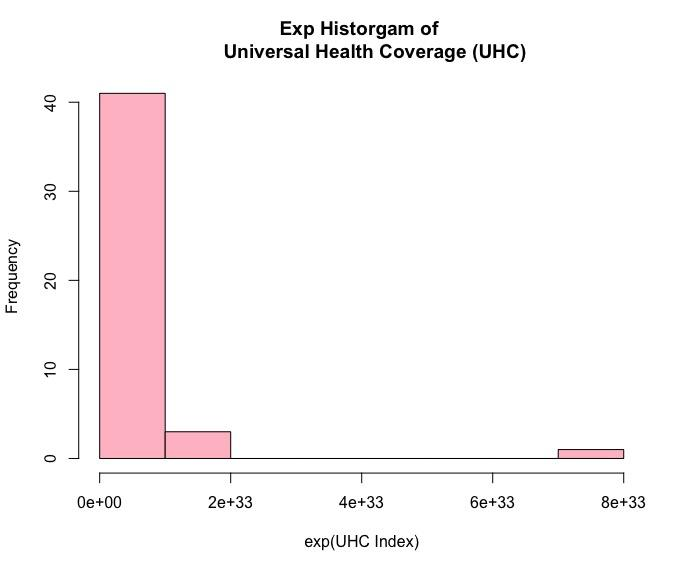 Exp Historgam of
Universal Health Coverage (UHC)
Frequency
40
30
20
10
0
0e+00 2e+33 4e+33 6e+33 8e+33
exp(UHC Index)